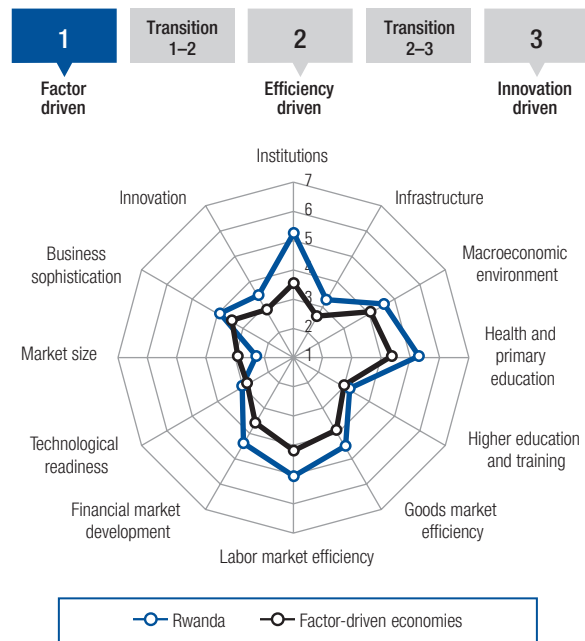 1
Transition
1–2
2
Transition
2–3
3
Factor
driven
Efficiency
driven
Innovation
driven
Institutions
Innovation
Infrastructure
Business
sophistication
Macroeconomic
environment
Market size
Health and
primary
education
Technological
readiness
Higher education
and training
Financial market
development
Goods market
efficiency
Labor market efficiency
7
6
5
4
3
2
1
Rwanda
Factor-driven economies